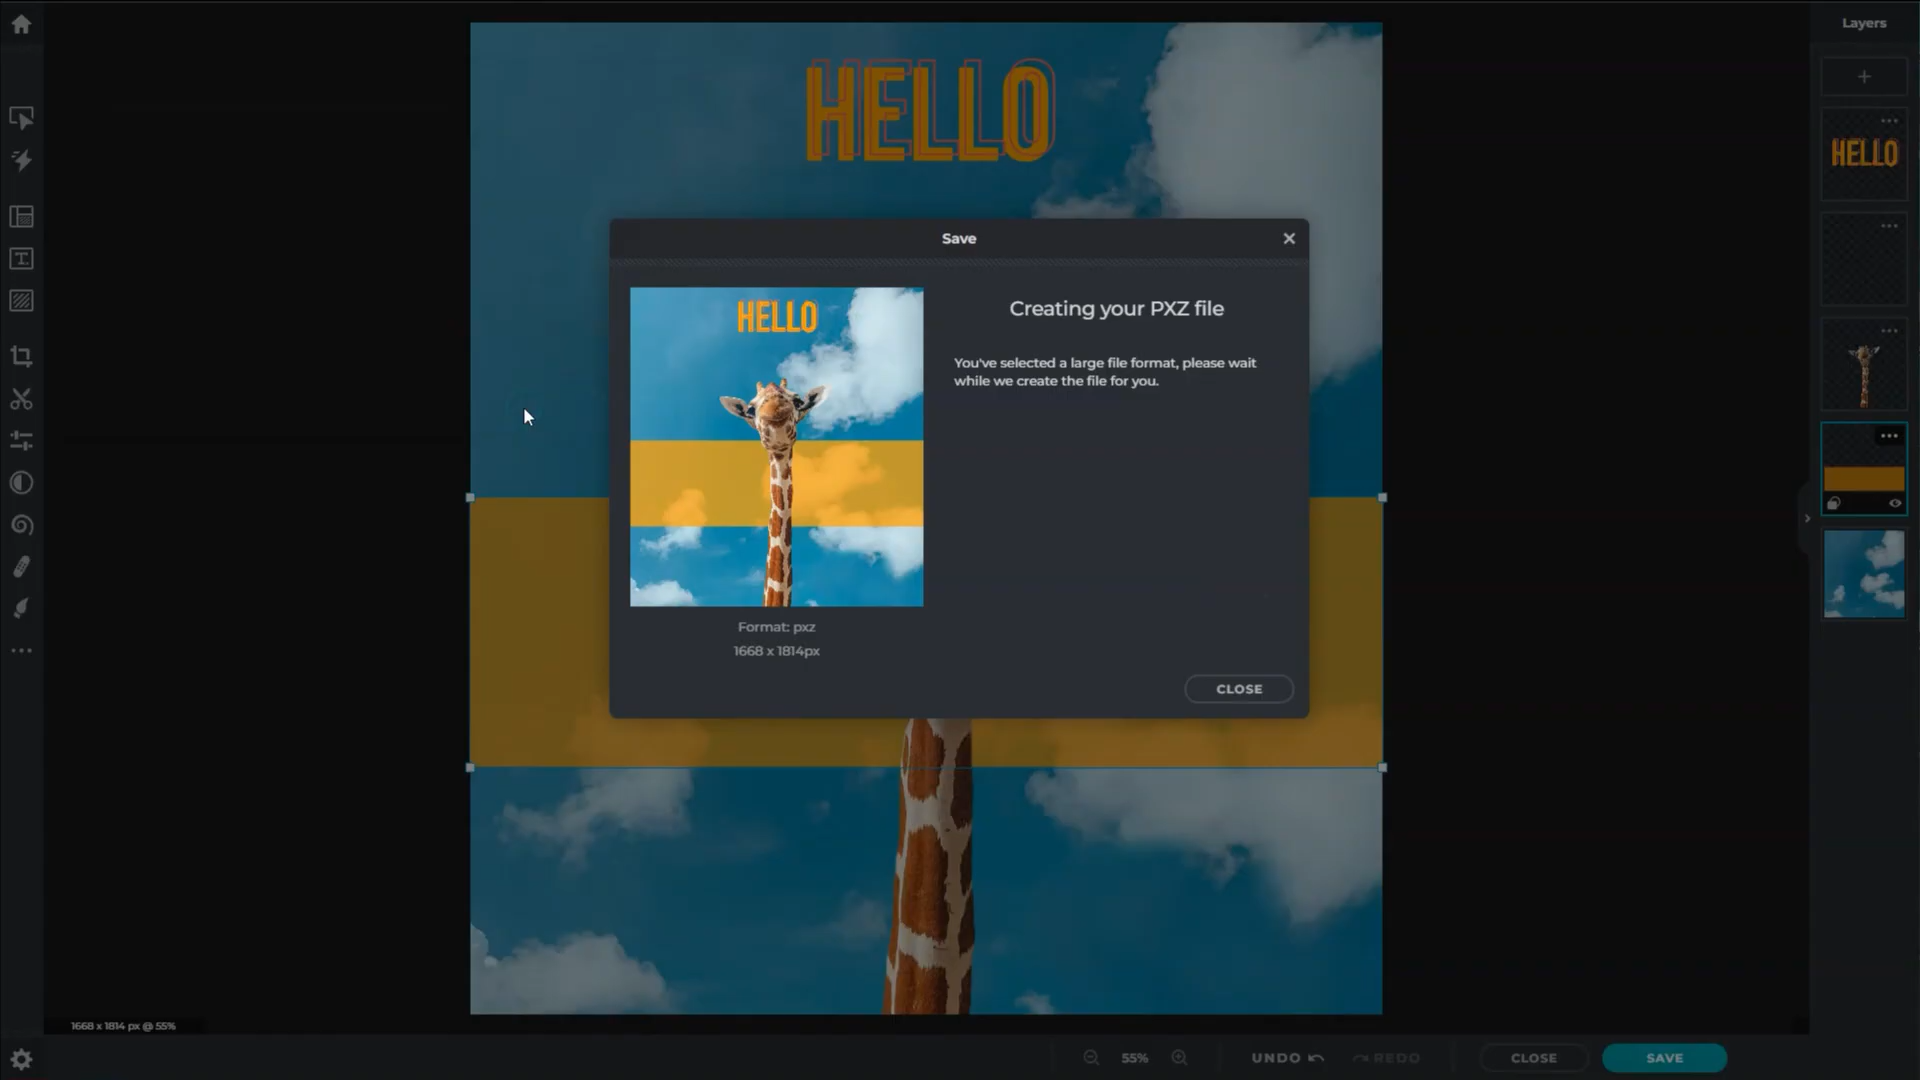 Layers
HELLO
HELLO
Save
HELLO
Creating your PXZ file
You've selected a large file format, please wait
while we create the file for you.
Format: pxz
1668 x 1814px
CLOSE
1668 x 1814 px @ 55%
55%
UNDO
REDO
CLOSE
SAVE